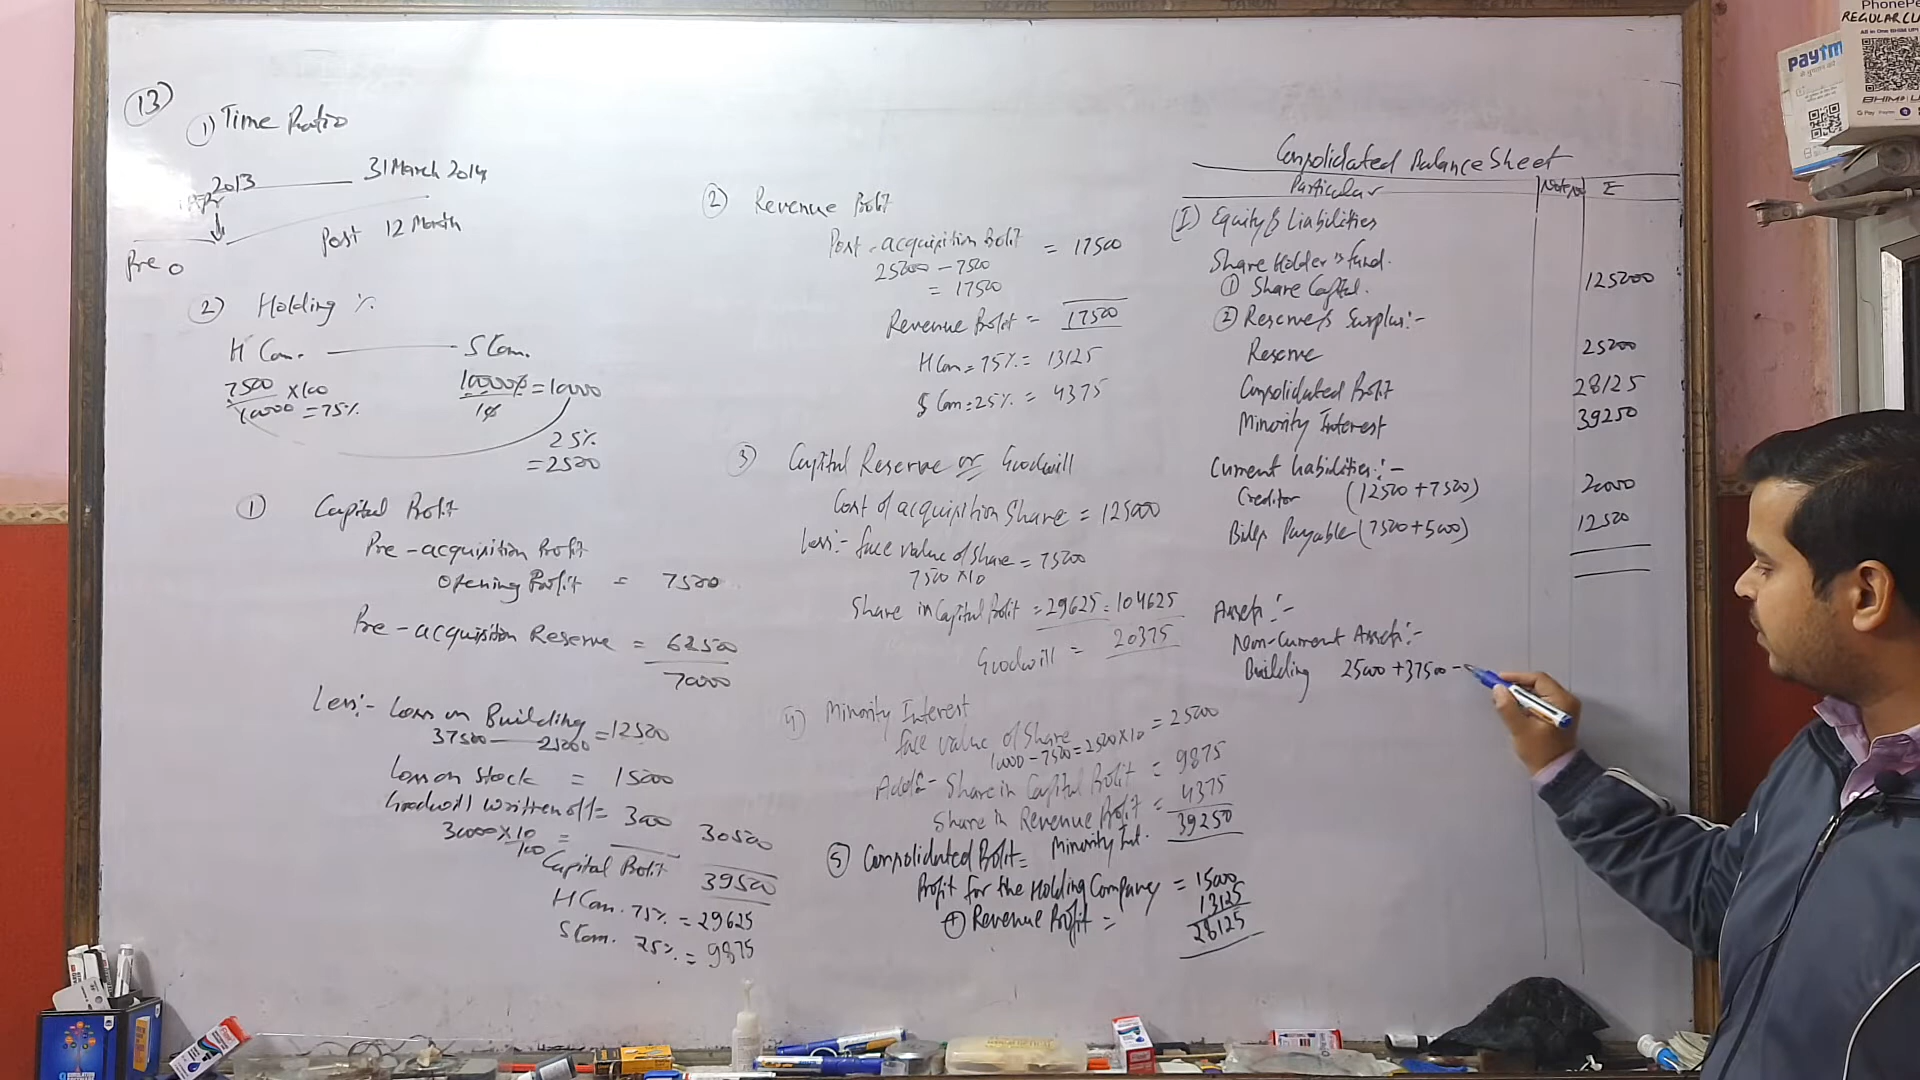 (13)
1) Time Ratio
2013
31 March 2014
Post 12 Month
Pre 0
2) Holding %
H Com. S Com.
7500 × 100
10000 = 75%
100000 = 10000
10
25%
= 2500
1 Capital Profit
Pre-acquisition Profit
Opening Profit = 7500
Pre-acquisition Reserve = 62500
70000
Less:- Loss on Building = 12500
37500 — 25000
Loss on Stock = 15000
Goodwill written off = 3000
30000 × 10
100
=
30500
Capital Profit 39500
H Com. 75% = 29625
S Com. 25% = 9875
2 Revenue Profit
Post-acquisition Profit = 17500
25000 - 7500
= 17500
Revenue Profit = 17500
H Com = 75% = 13125
S Com = 25% = 4375
3 Capital Reserve or Goodwill
Cost of acquisition Share = 125000
Less:- face value of Share = 75000
7500 × 10
Share in Capital Profit = 29625 = 104625
Goodwill = 20375
4) Minority Interest
face value of Share = 25000
10000 - 7500 = 2500 × 10
Add:- Share in Capital Profit = 9875
Share in Revenue Profit = 4375
Minority Int. 39250
5 Consolidated Profit =
Profit for the Holding Company = 15000
+ Revenue Profit = 13125
28125
Consolidated Balance Sheet
Particular
(I) Equity & Liabilities
Share Holder's fund.
1 Share Capital. 125000
2 Reserve & Surplus:-
Reserve 25000
Consolidated Profit 28125
Minority Interest 39250
Current Liabilities:-
Creditor (12500 + 7500) 20000
Bills Payable (7500 + 5000) 12500
Assets:-
Non-Current Assets:-
Building 25000 + 37500 -
PhonePe
REGULAR
paytm
BHIM